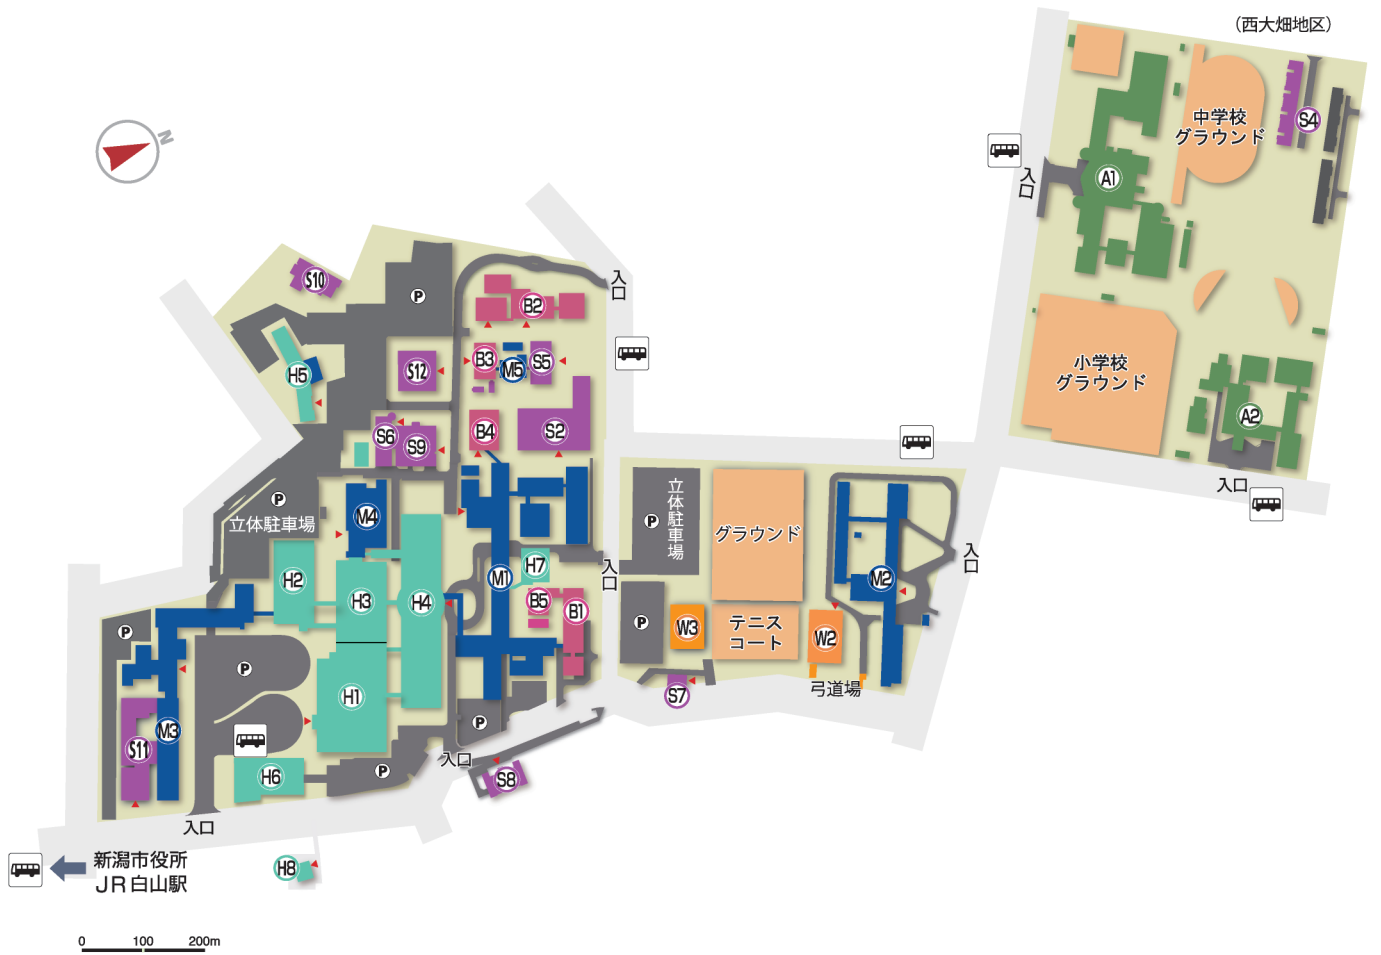 (西大畑地区)
N
中学校
グラウンド
S4
入口
A1
S10
P
入口
B2
B3
M5
S5
S12
H5
小学校
グラウンド
A2
入口
S6
S9
B4
S2
P
立体駐車場
M4
立体駐車場
P
グラウンド
入口
M2
H2
H3
H4
M1
H7
入口
B5
B1
P
W3
テニス
コート
W2
弓道場
S7
P
P
H1
M3
S11
P
入口
P
H6
S8
入口
新潟市役所
JR白山駅
H8
0 100 200m